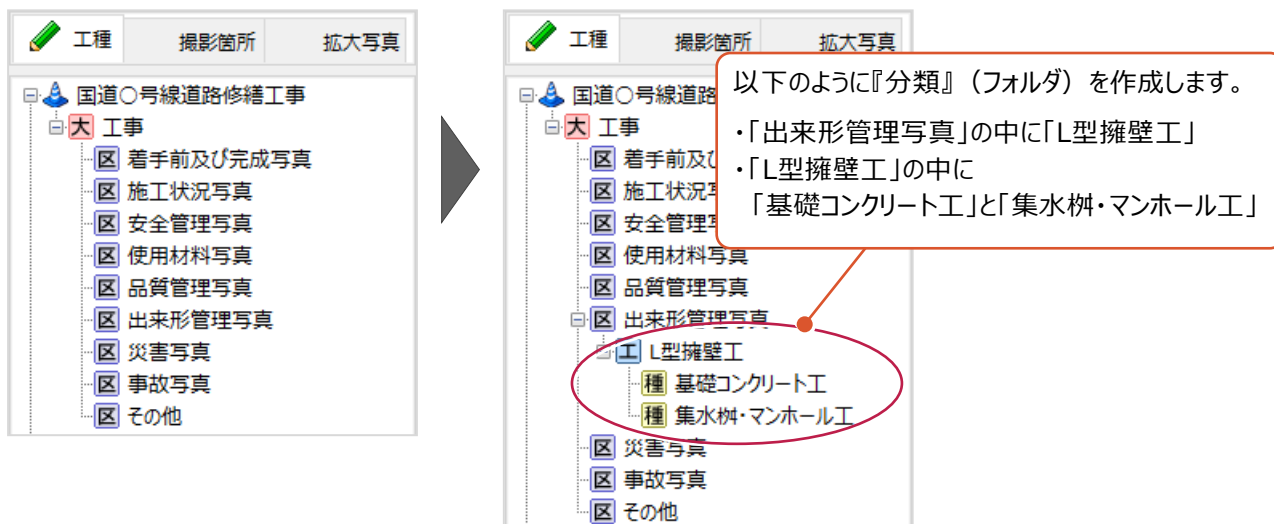 工種 撮影箇所 拡大写真
国道○号線道路修繕工事
大 工事
区 着手前及び完成写真
区 施工状況写真
区 安全管理写真
区 使用材料写真
区 品質管理写真
区 出来形管理写真
区 災害写真
区 事故写真
区 その他
工種 撮影箇所 拡大写真
国道○号線道路
大 工事
区 着手前及び
区 施工状況写
区 安全管理写
区 使用材料写真
区 品質管理写真
区 出来形管理写真
工 L型擁壁工
種 基礎コンクリート工
種 集水桝・マンホール工
区 災害写真
区 事故写真
区 その他
以下のように『分類』（フォルダ）を作成します。
・「出来形管理写真」の中に「L型擁壁工」
・「L型擁壁工」の中に
「基礎コンクリート工」と「集水桝・マンホール工」